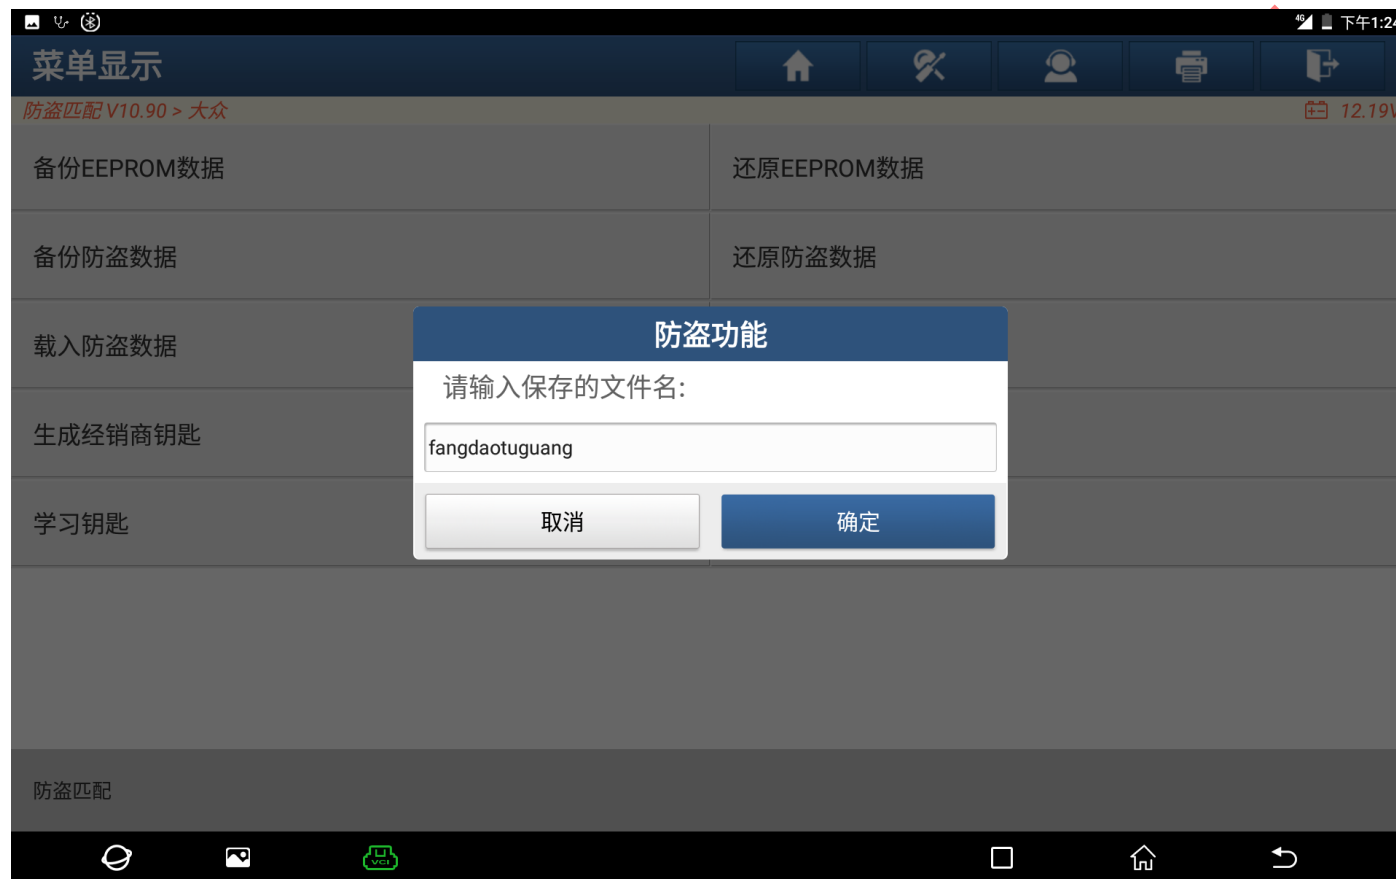 4G 下午1:24
菜单显示
防盗匹配 V10.90 > 大众 12.19V
备份EEPROM数据 还原EEPROM数据
备份防盗数据 还原防盗数据
载入防盗数据
生成经销商钥匙
学习钥匙
防盗功能
请输入保存的文件名:
fangdaotuguang
取消 确定
防盗匹配
VCI